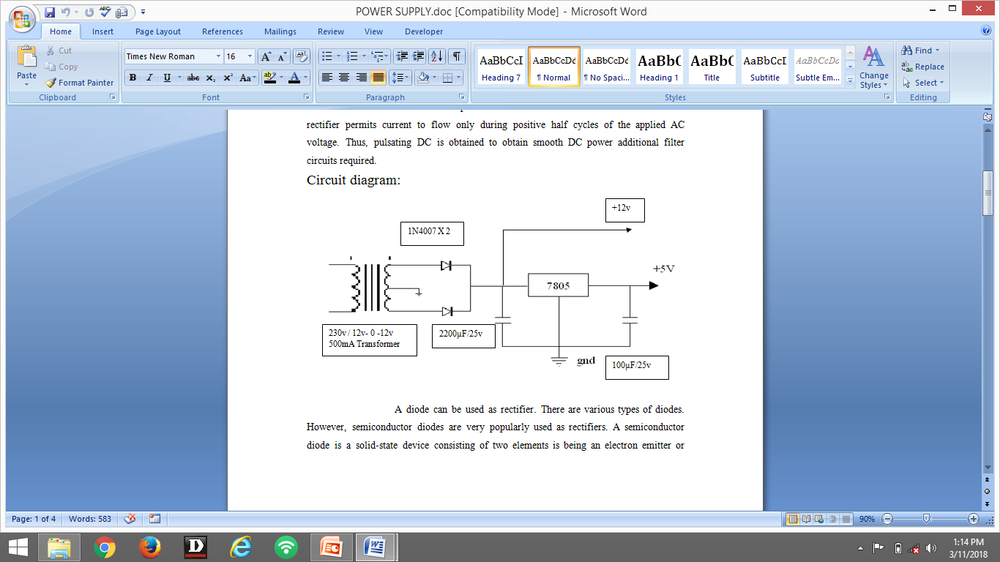 POWER SUPPLY.doc [Compatibility Mode] - Microsoft Word
Home Insert Page Layout References Mailings Review View Developer
Paste
Cut
Copy
Format Painter
Clipboard
Times New Roman 16
B I U abc x₂ x² Aa A
Font
Paragraph
AaBbCcI AaBbCcDd AaBbCcDd AaBbC AaBbC AaBbCcI AaBbCcDd
Heading 7 ¶ Normal ¶ No Spaci... Heading 1 Title Subtitle Subtle Em...
Change Styles
Styles
Find
Replace
Select
Editing
rectifier permits current to flow only during positive half cycles of the applied AC
voltage. Thus, pulsating DC is obtained to obtain smooth DC power additional filter
circuits required.
Circuit diagram:
+12v
1N4007 X 2
+5V
7805
230v / 12v- 0 -12v
500mA Transformer
2200µF/25v
gnd
100µF/25v
A diode can be used as rectifier. There are various types of diodes.
However, semiconductor diodes are very popularly used as rectifiers. A semiconductor
diode is a solid-state device consisting of two elements is being an electron emitter or
Page: 1 of 4 Words: 583 90%
1:14 PM
3/11/2018